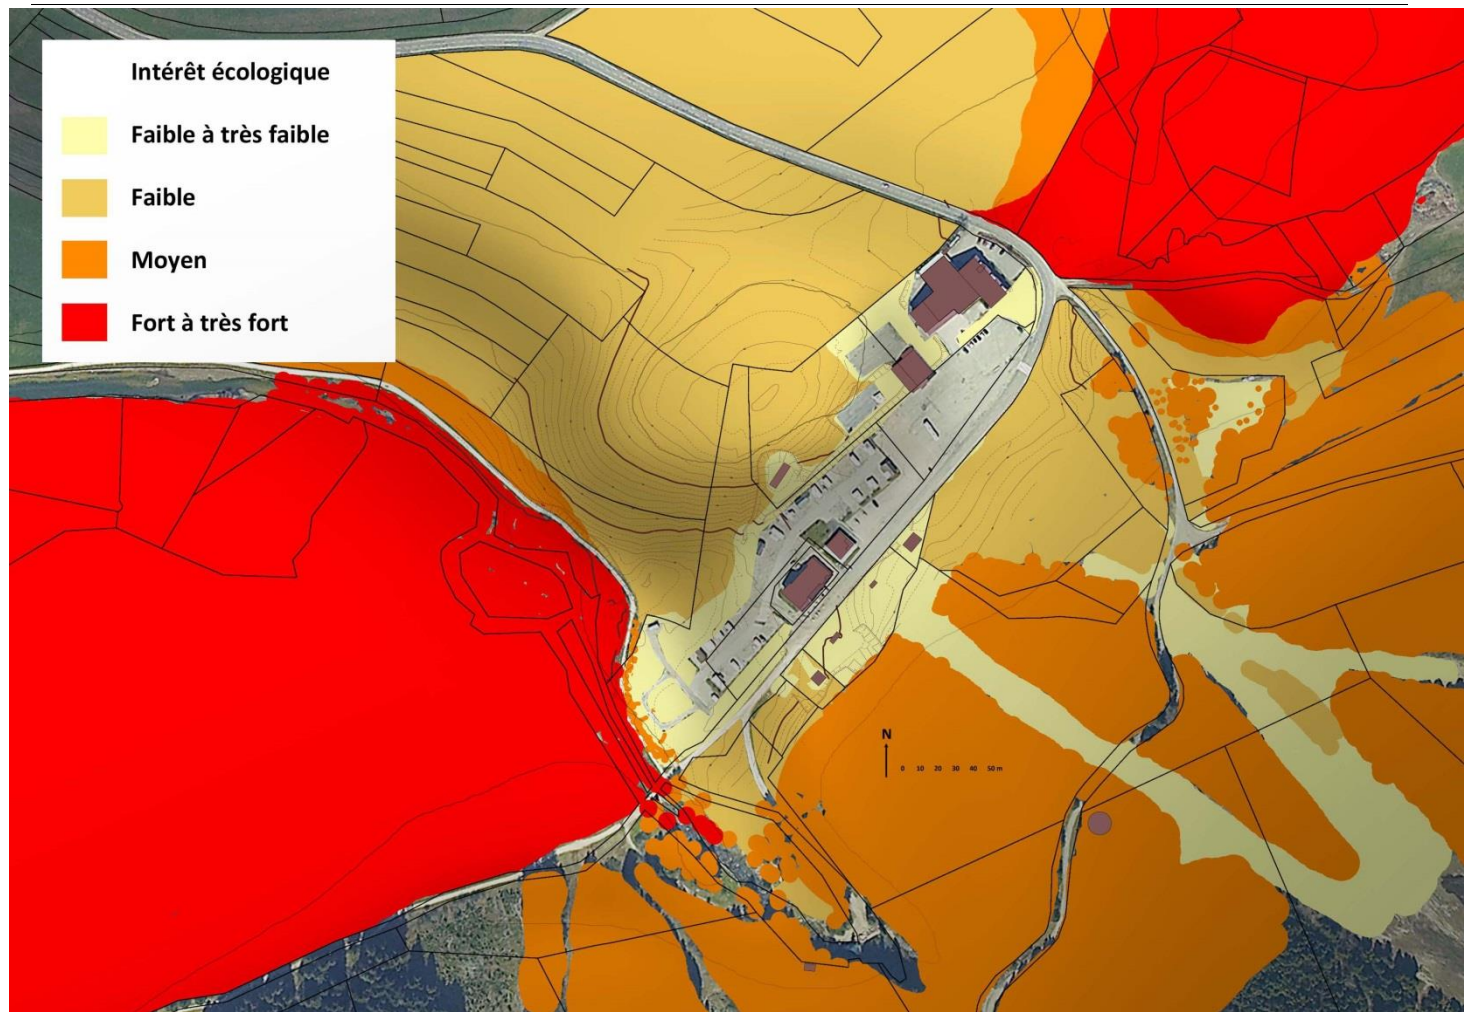 Intérêt écologique
Faible à très faible
Faible
Moyen
Fort à très fort
N
0 10 20 30 40 50 m